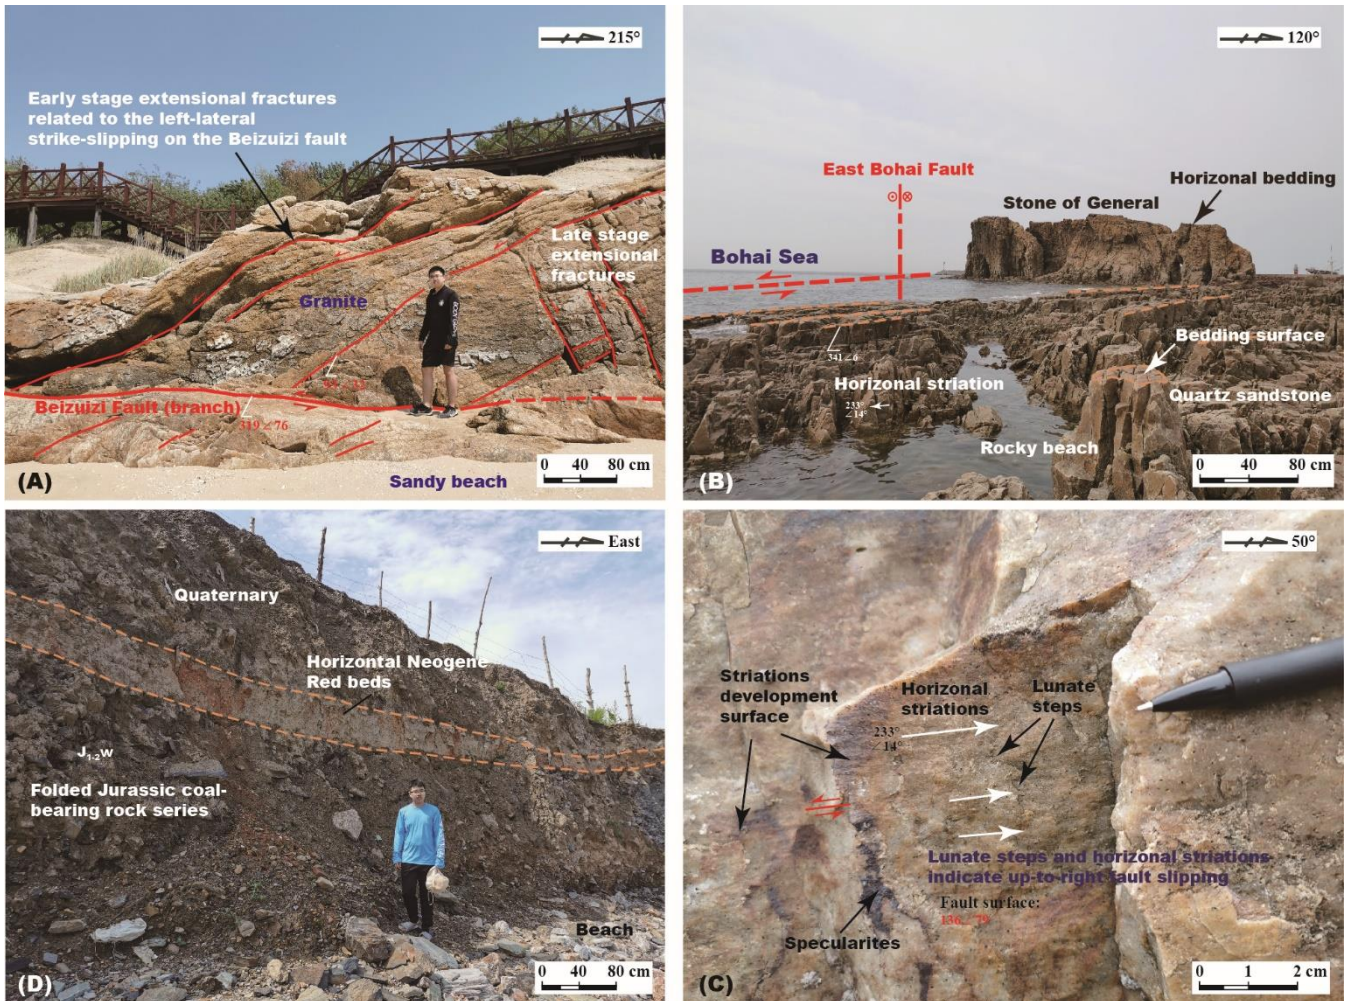 215°
Early stage extensional fractures
related to the left-lateral
strike-slipping on the Beizuizi fault
Late stage
extensional
fractures
Granite
Beizuizi Fault (branch)
319∠76
Sandy beach
0 40 80 cm
(A)
120°
East Bohai Fault
Horizonal bedding
Stone of General
Bohai Sea
Bedding surface
341∠6
Horizonal striation
233°
∠14°
Quartz sandstone
Rocky beach
0 40 80 cm
(B)
East
Quaternary
Horizontal Neogene
Red beds
J₁₋₂w
Folded Jurassic coal-
bearing rock series
Beach
0 40 80 cm
(D)
50°
Striations
development
surface
Horizonal
striations
Lunate
steps
233°
∠14°
Lunate steps and horizonal striations
indicate up-to-right fault slipping
Fault surface:
136∠79
Specularites
0 1 2 cm
(C)